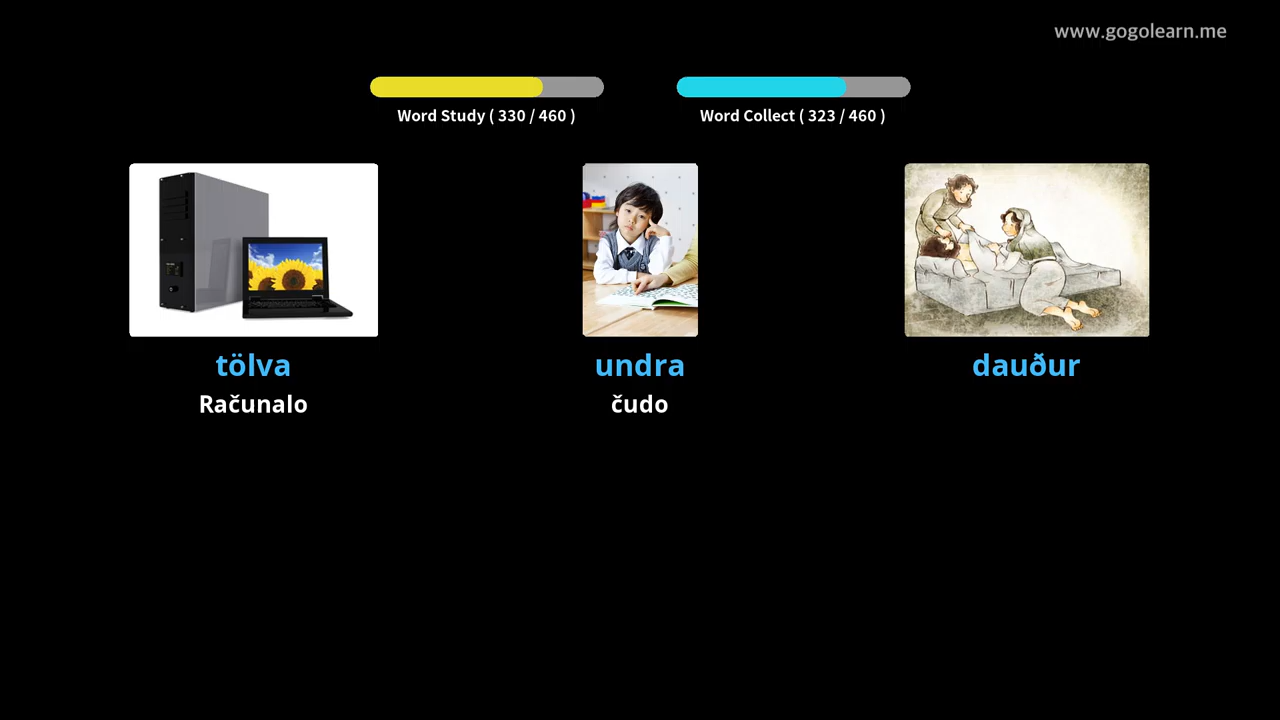 www.gogolearn.me
Word Study ( 330 / 460 )
Word Collect ( 323 / 460 )
tölva
undra
dauður
Računalo
čudo